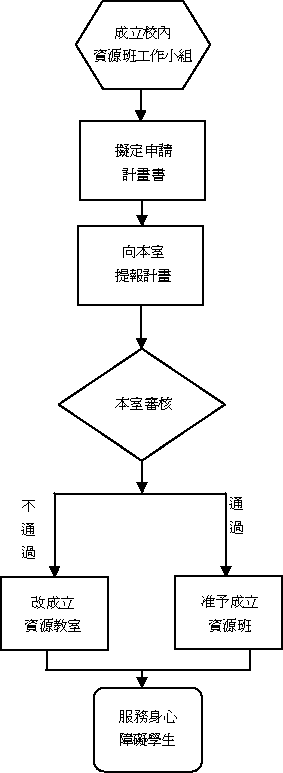 成立校內
資源班工作小組
擬定申請
計畫書
向本室
提報計畫
本室審核
不
通
過
通
過
改成立
資源教室
准予成立
資源班
服務身心
障礙學生